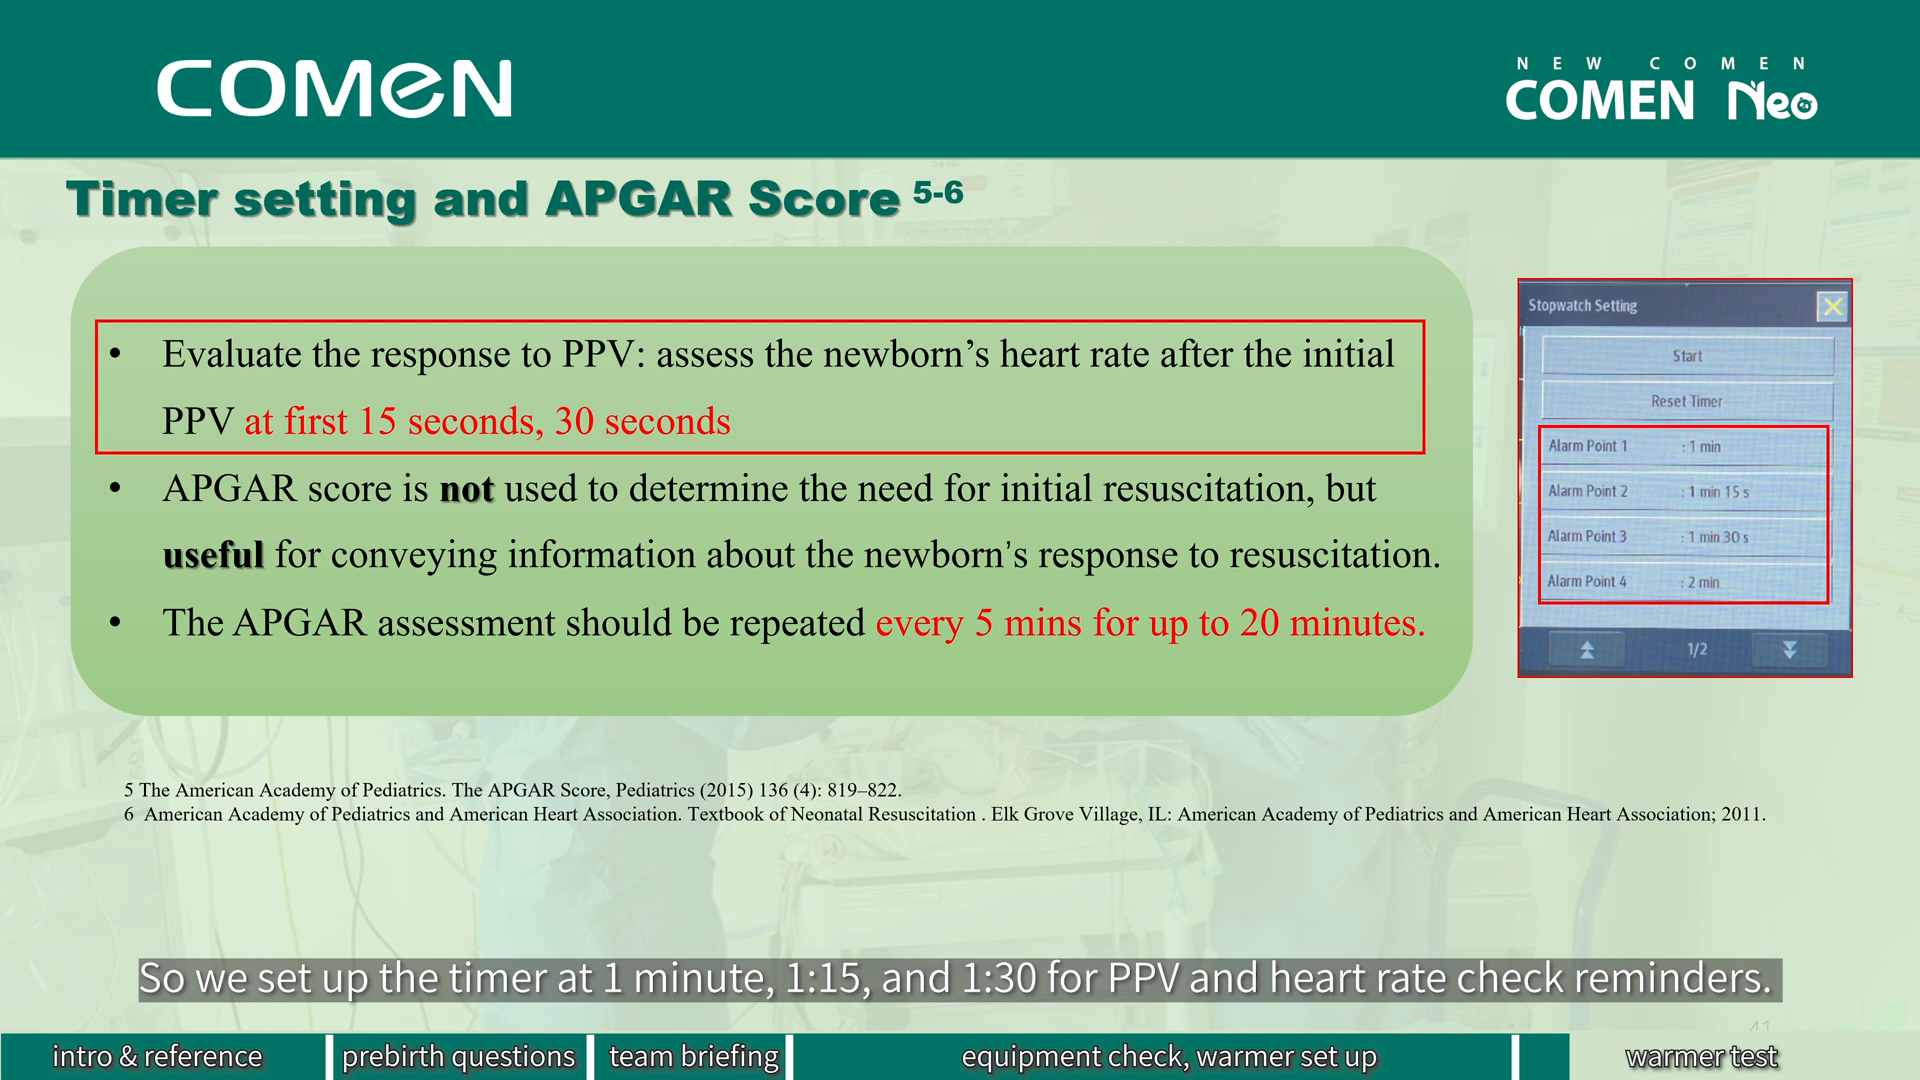 COMEN
NEW COMEN
COMEN Neo
Timer setting and APGAR Score 5-6
• Evaluate the response to PPV: assess the newborn’s heart rate after the initial
PPV at first 15 seconds, 30 seconds
• APGAR score is not used to determine the need for initial resuscitation, but
useful for conveying information about the newborn’s response to resuscitation.
• The APGAR assessment should be repeated every 5 mins for up to 20 minutes.
Stopwatch Setting
Start
Reset Timer
Alarm Point 1 : 1 min
Alarm Point 2 : 1 min 15 s
Alarm Point 3 : 1 min 30 s
Alarm Point 4 : 2 min
1/2
5 The American Academy of Pediatrics. The APGAR Score, Pediatrics (2015) 136 (4): 819–822.
6 American Academy of Pediatrics and American Heart Association. Textbook of Neonatal Resuscitation . Elk Grove Village, IL: American Academy of Pediatrics and American Heart Association; 2011.
So we set up the timer at 1 minute, 1:15, and 1:30 for PPV and heart rate check reminders.
41
intro & reference
prebirth questions
team briefing
equipment check, warmer set up
warmer test